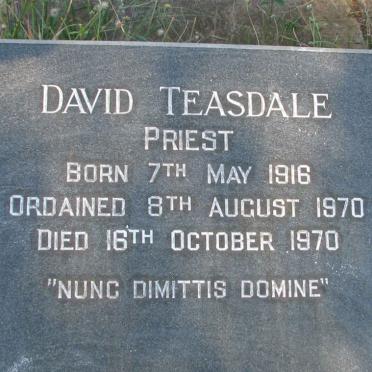 DAVID TEASDALE
PRIEST
BORN 7TH MAY 1916
ORDAINED 8TH AUGUST 1970
DIED 16TH OCTOBER 1970
"NUNC DIMITTIS DOMINE"